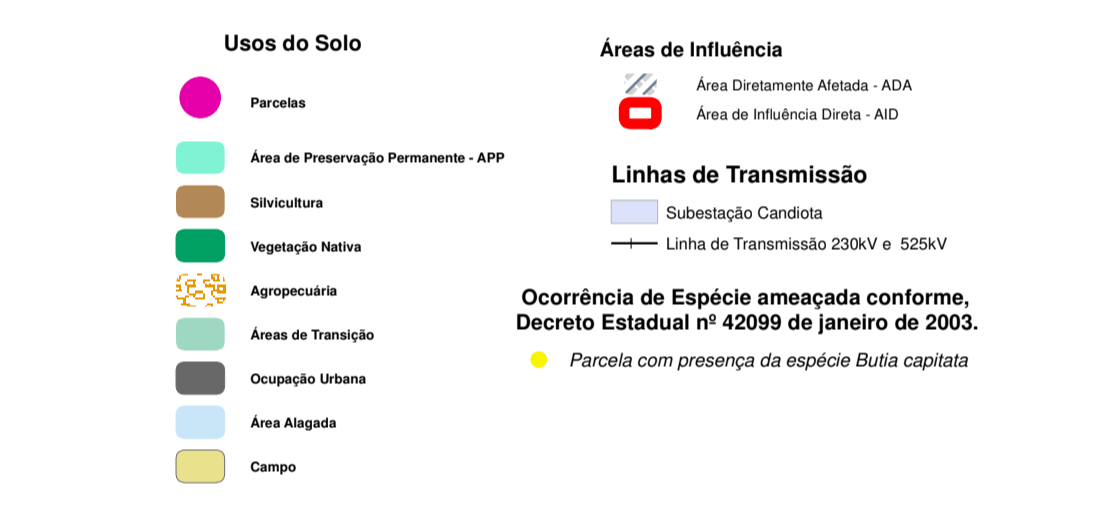 Usos do Solo
Parcelas
Área de Preservação Permanente - APP
Silvicultura
Vegetação Nativa
Agropecuária
Áreas de Transição
Ocupação Urbana
Área Alagada
Campo
Áreas de Influência
Área Diretamente Afetada - ADA
Área de Influência Direta - AID
Linhas de Transmissão
Subestação Candiota
Linha de Transmissão 230kV e  525kV
Ocorrência de Espécie ameaçada conforme,
Decreto Estadual nº 42099 de janeiro de 2003.
Parcela com presença da espécie Butia capitata